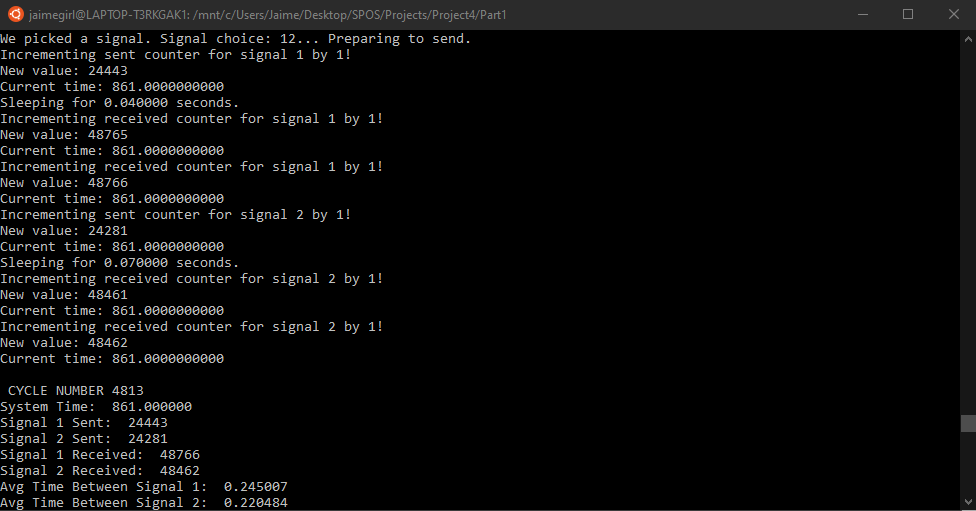 jaimegirl@LAPTOP-T3RKGAK1: /mnt/c/Users/Jaime/Desktop/SPOS/Projects/Project4/Part1
We picked a signal. Signal choice: 12... Preparing to send.
Incrementing sent counter for signal 1 by 1!
New value: 24443
Current time: 861.0000000000
Sleeping for 0.040000 seconds.
Incrementing received counter for signal 1 by 1!
New value: 48765
Current time: 861.0000000000
Incrementing received counter for signal 1 by 1!
New value: 48766
Current time: 861.0000000000
Incrementing sent counter for signal 2 by 1!
New value: 24281
Current time: 861.0000000000
Sleeping for 0.070000 seconds.
Incrementing received counter for signal 2 by 1!
New value: 48461
Current time: 861.0000000000
Incrementing received counter for signal 2 by 1!
New value: 48462
Current time: 861.0000000000
CYCLE NUMBER 4813
System Time:  861.000000
Signal 1 Sent:  24443
Signal 2 Sent:  24281
Signal 1 Received:  48766
Signal 2 Received:  48462
Avg Time Between Signal 1:  0.245007
Avg Time Between Signal 2:  0.220484